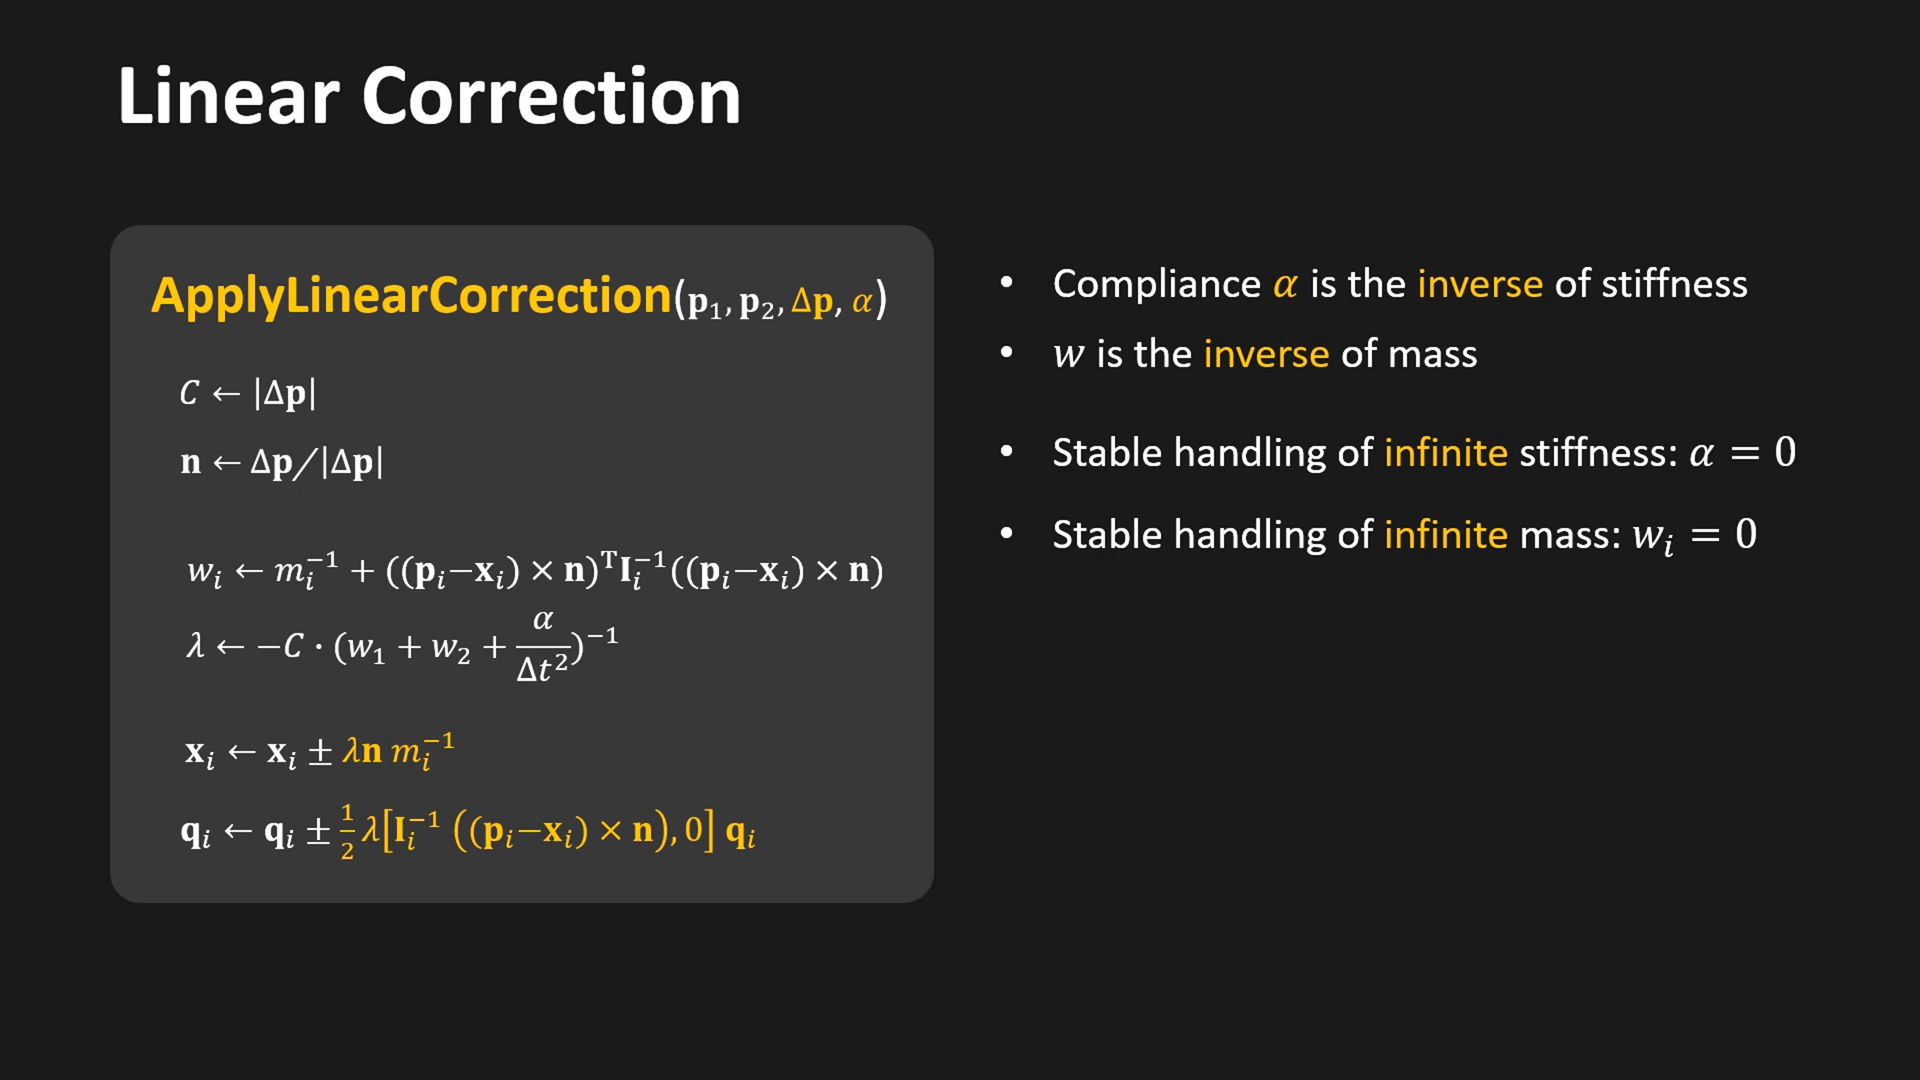 Linear Correction
ApplyLinearCorrection(p₁, p₂, Δp, α)
C ← |Δp|
n ← Δp/|Δp|
wᵢ ← mᵢ⁻¹ + ((pᵢ−xᵢ) × n)ᵀIᵢ⁻¹((pᵢ−xᵢ) × n)
λ ← −C · (w₁ + w₂ + α/Δt²)⁻¹
xᵢ ← xᵢ ± λn mᵢ⁻¹
qᵢ ← qᵢ ± ½λ[Iᵢ⁻¹ ((pᵢ−xᵢ) × n), 0] qᵢ
• Compliance α is the inverse of stiffness
• w is the inverse of mass
• Stable handling of infinite stiffness: α = 0
• Stable handling of infinite mass: wᵢ = 0